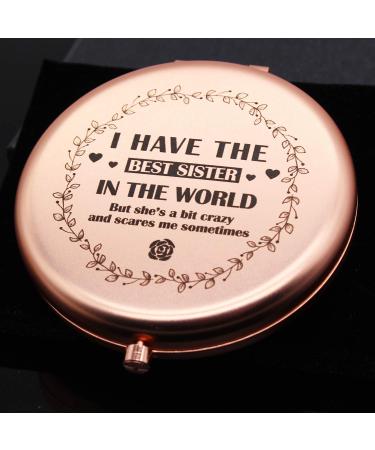 I HAVE THE
BEST SISTER
IN THE WORLD
But she's a bit crazy
and scares me sometimes